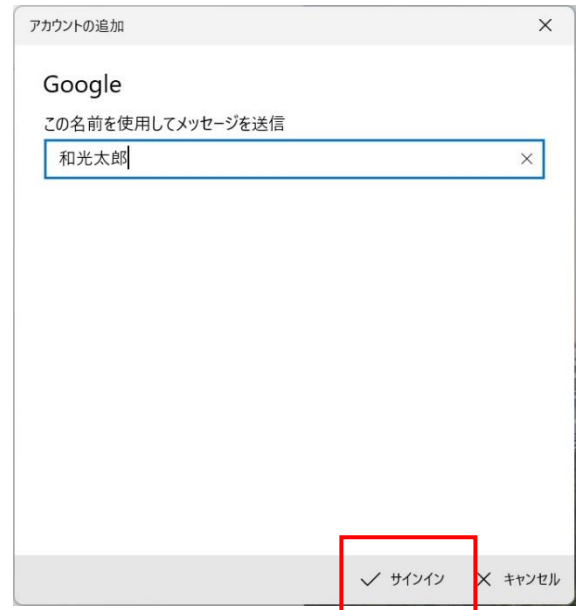 アカウントの追加
Google
この名前を使用してメッセージを送信
和光太郎
サインイン キャンセル